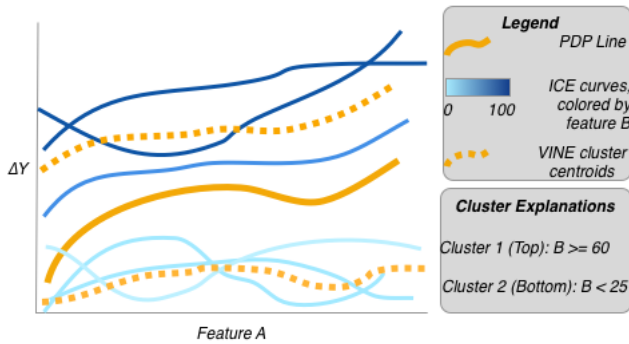 ΔY
Feature A
Legend
PDP Line
ICE curves,
colored by
feature B
0 100
VINE cluster
centroids
Cluster Explanations
Cluster 1 (Top): B >= 60
Cluster 2 (Bottom): B < 25